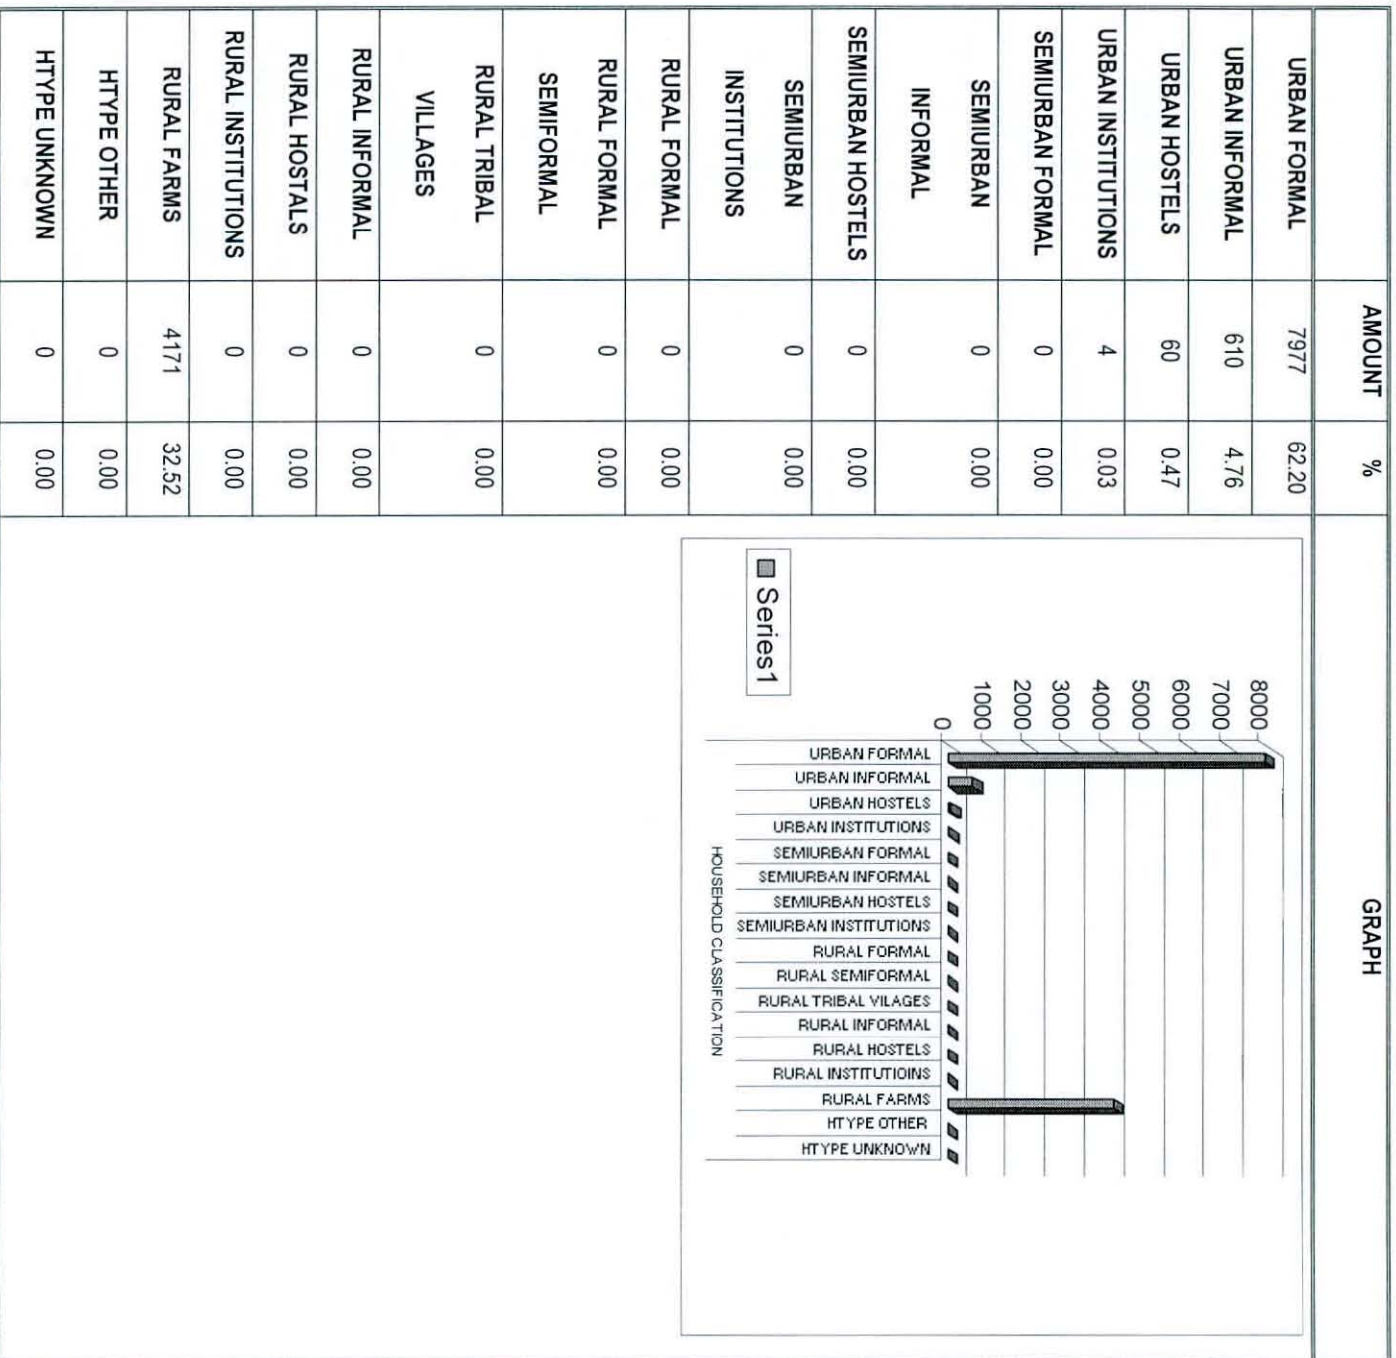 AMOUNT % GRAPH
URBAN FORMAL 7977 62.20
URBAN INFORMAL 610 4.76
URBAN HOSTELS 60 0.47
URBAN INSTITUTIONS 4 0.03
SEMIURBAN FORMAL 0 0.00
SEMIURBAN 0 0.00
INFORMAL
SEMIURBAN HOSTELS 0 0.00
SEMIURBAN 0 0.00
INSTITUTIONS
RURAL FORMAL 0 0.00
RURAL FORMAL 0 0.00
SEMIFORMAL
RURAL TRIBAL 0 0.00
VILLAGES
RURAL INFORMAL 0 0.00
RURAL HOSTALS 0 0.00
RURAL INSTITUTIONS 0 0.00
RURAL FARMS 4171 32.52
HTYPE OTHER 0 0.00
HTYPE UNKNOWN 0 0.00
8000
7000
6000
5000
4000
3000
2000
1000
0
URBAN FORMAL
URBAN INFORMAL
URBAN HOSTELS
URBAN INSTITUTIONS
SEMIURBAN FORMAL
SEMIURBAN INFORMAL
SEMIURBAN HOSTELS
SEMIURBAN INSTITUTIONS
RURAL FORMAL
RURAL SEMIFORMAL
RURAL TRIBAL VILAGES
RURAL INFORMAL
RURAL HOSTELS
RURAL INSTITUTIOINS
RURAL FARMS
HTYPE OTHER
HTYPE UNKNOWN
HOUSEHOLD CLASSIFICATION
Series1